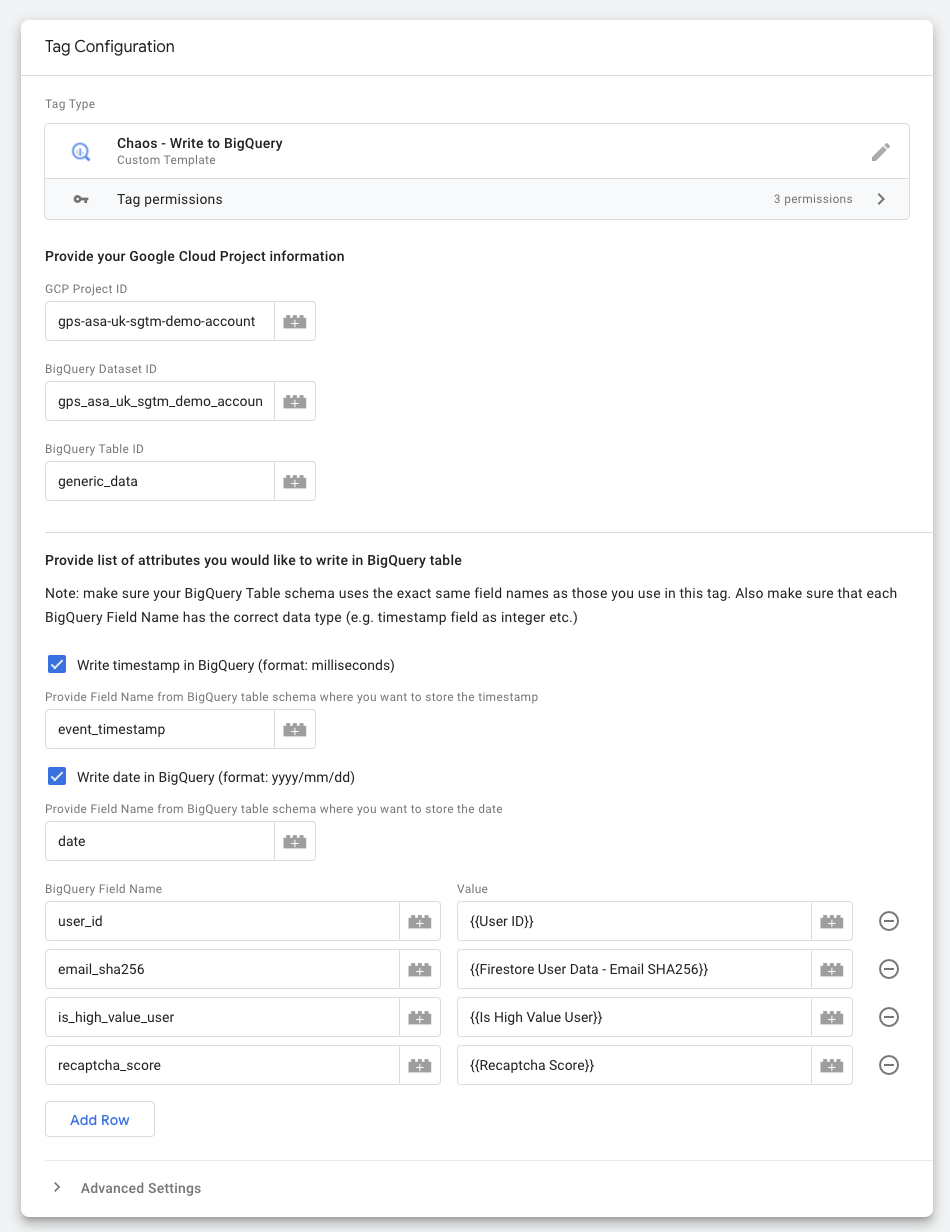 Tag Configuration
Tag Type
Chaos - Write to BigQuery
Custom Template
Tag permissions 3 permissions
Provide your Google Cloud Project information
GCP Project ID
gps-asa-uk-sgtm-demo-account
BigQuery Dataset ID
gps_asa_uk_sgtm_demo_accoun
BigQuery Table ID
generic_data
Provide list of attributes you would like to write in BigQuery table
Note: make sure your BigQuery Table schema uses the exact same field names as those you use in this tag. Also make sure that each
BigQuery Field Name has the correct data type (e.g. timestamp field as integer etc.)
Write timestamp in BigQuery (format: milliseconds)
Provide Field Name from BigQuery table schema where you want to store the timestamp
event_timestamp
Write date in BigQuery (format: yyyy/mm/dd)
Provide Field Name from BigQuery table schema where you want to store the date
date
BigQuery Field Name Value
user_id {{User ID}}
email_sha256 {{Firestore User Data - Email SHA256}}
is_high_value_user {{Is High Value User}}
recaptcha_score {{Recaptcha Score}}
Add Row
Advanced Settings